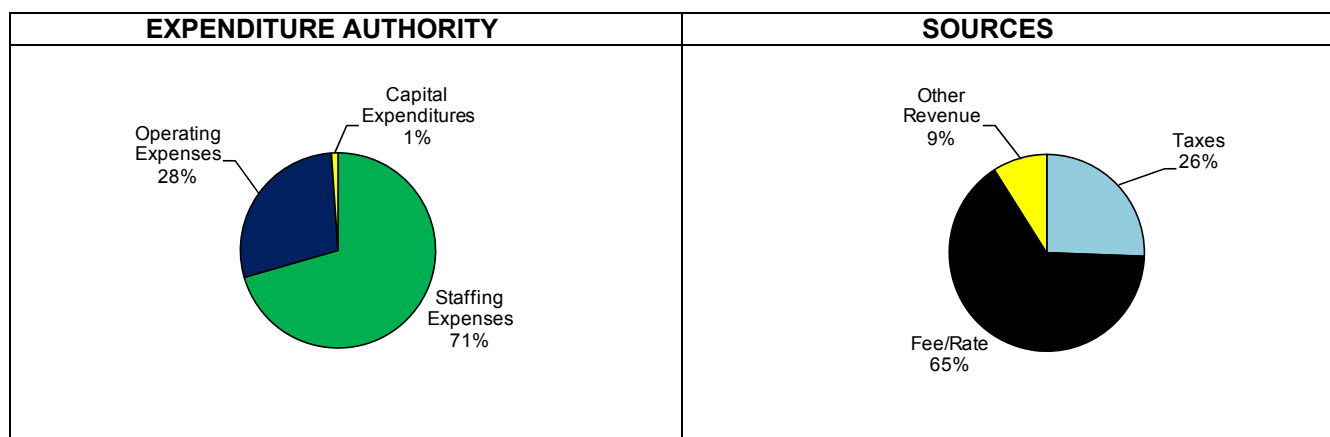 EXPENDITURE AUTHORITY
Capital
Expenditures
1%
Operating
Expenses
28%
Staffing
Expenses
71%
SOURCES
Other
Revenue
9%
Taxes
26%
Fee/Rate
65%